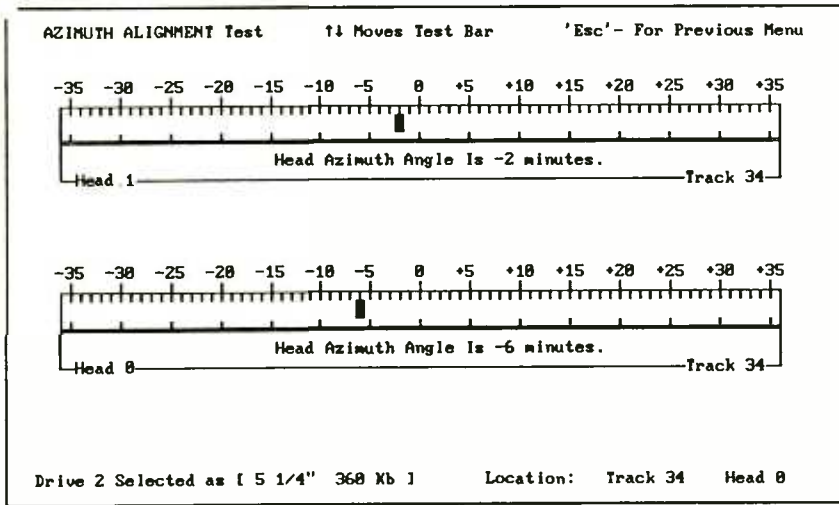 AZIMUTH ALIGNMENT Test ↑↓ Moves Test Bar 'Esc'- For Previous Menu
-35 -30 -25 -20 -15 -10 -5 0 +5 +10 +15 +20 +25 +30 +35
Head Azimuth Angle Is -2 minutes.
Head 1 Track 34
-35 -30 -25 -20 -15 -10 -5 0 +5 +10 +15 +20 +25 +30 +35
Head Azimuth Angle Is -6 minutes.
Head 0 Track 34
Drive 2 Selected as [ 5 1/4" 360 Kb ] Location: Track 34 Head 0